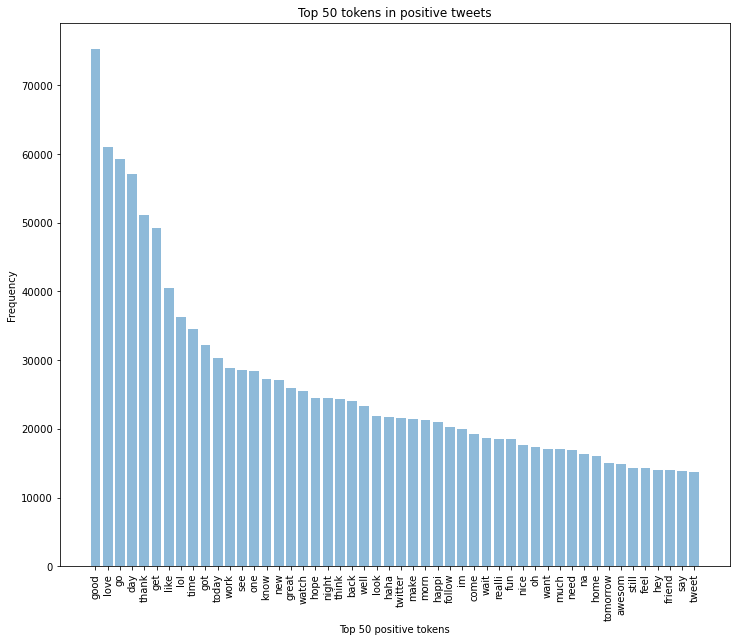 Top 50 tokens in positive tweets
Frequency
70000
60000
50000
40000
30000
20000
10000
0
good
love
go
day
thank
get
like
lol
time
got
today
work
see
one
know
new
great
watch
hope
night
think
back
well
look
haha
twitter
make
morn
happi
follow
im
come
wait
realli
fun
nice
oh
want
much
need
na
home
tomorrow
awesom
still
feel
hey
friend
say
tweet
Top 50 positive tokens